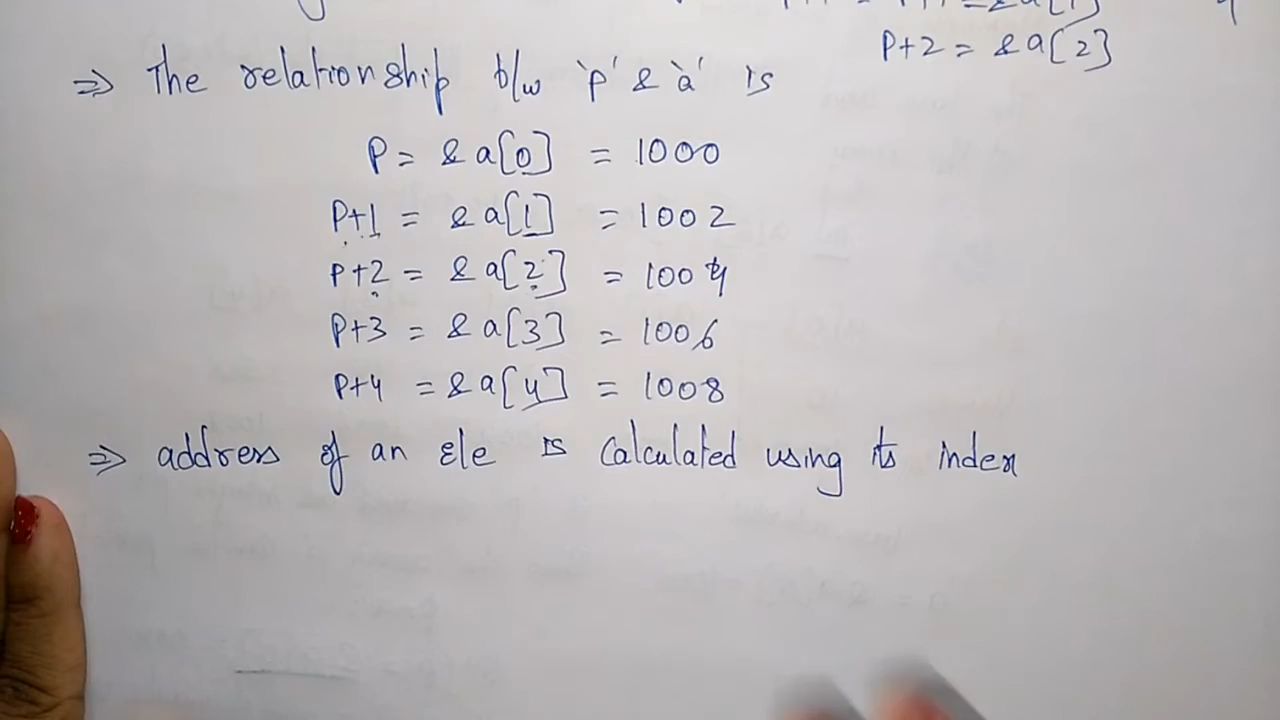 P+2 = & a[2]
⇒ The relationship b/w 'p' & 'a' is
P = & a[0] = 1000
P+1 = & a[1] = 1002
P+2 = & a[2] = 1004
P+3 = & a[3] = 1006
P+4 = & a[4] = 1008
⇒ address of an Ele is Calculated using its index